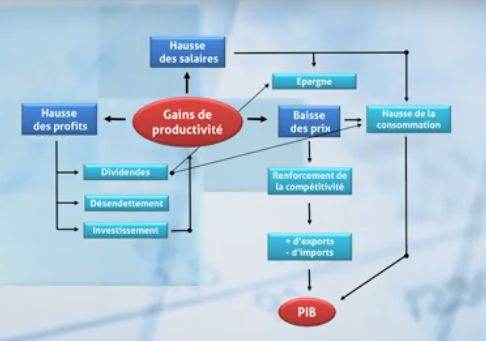 Hausse
des salaires
Epargne
Hausse
des profits
Gains de
productivité
Baisse
des prix
Hausse de la
consommation
Dividendes
Renforcement de
la compétitivité
Désendettement
Investissement
+ d'exports
- d'imports
PIB